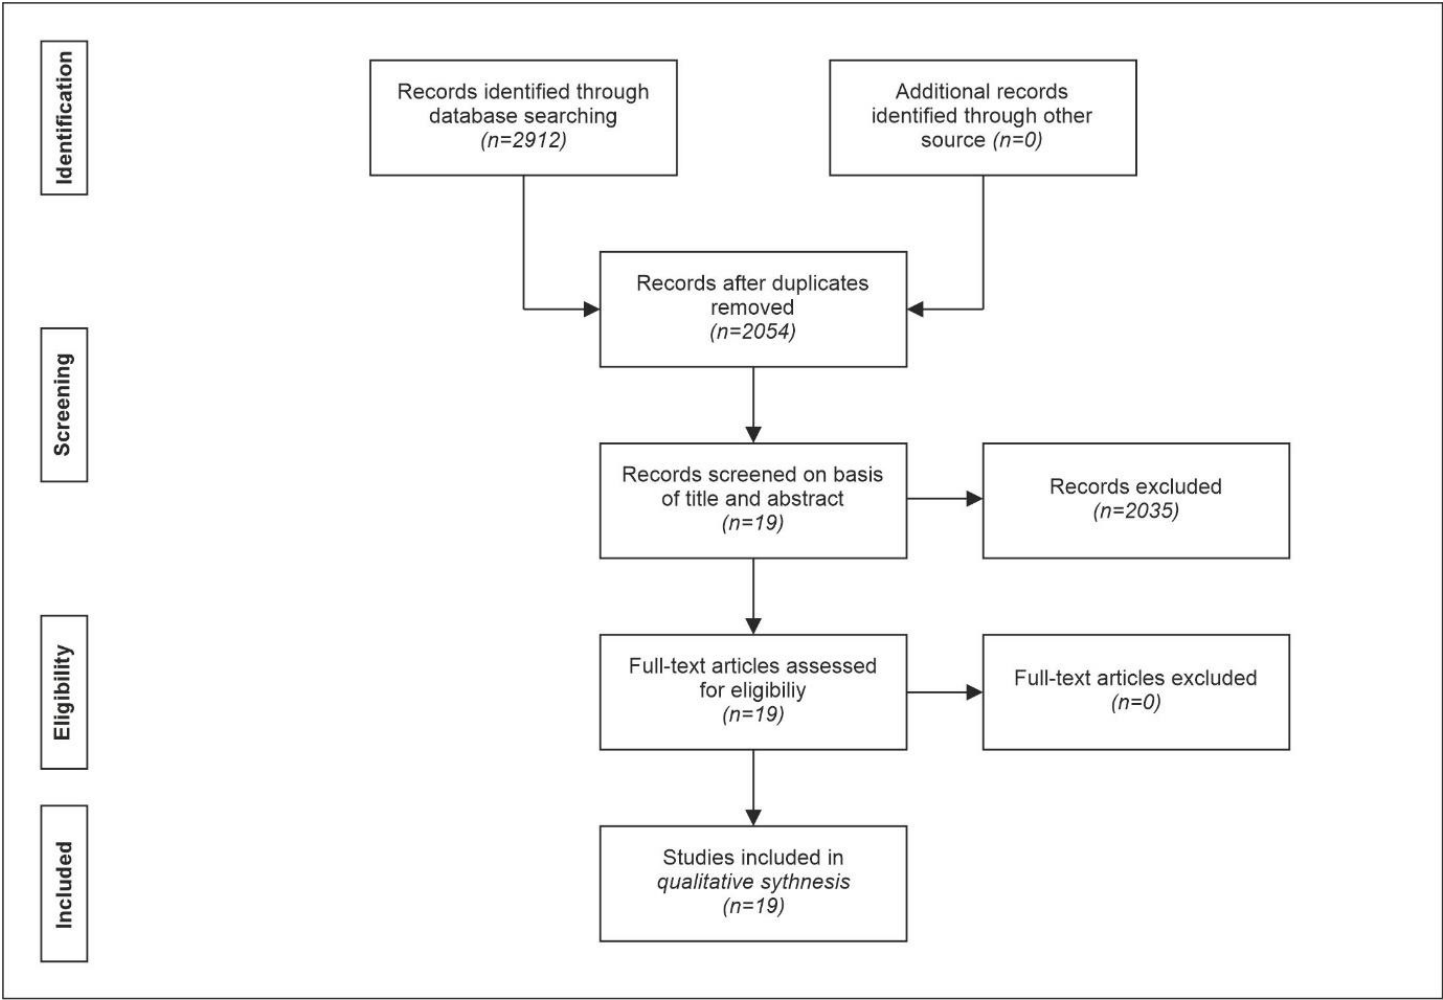 Identification
Records identified through
database searching
(n=2912)
Additional records
identified through other
source (n=0)
Records after duplicates
removed
(n=2054)
Screening
Records screened on basis
of title and abstract
(n=19)
Records excluded
(n=2035)
Eligibility
Full-text articles assessed
for eligibiliy
(n=19)
Full-text articles excluded
(n=0)
Included
Studies included in
qualitative sythnesis
(n=19)